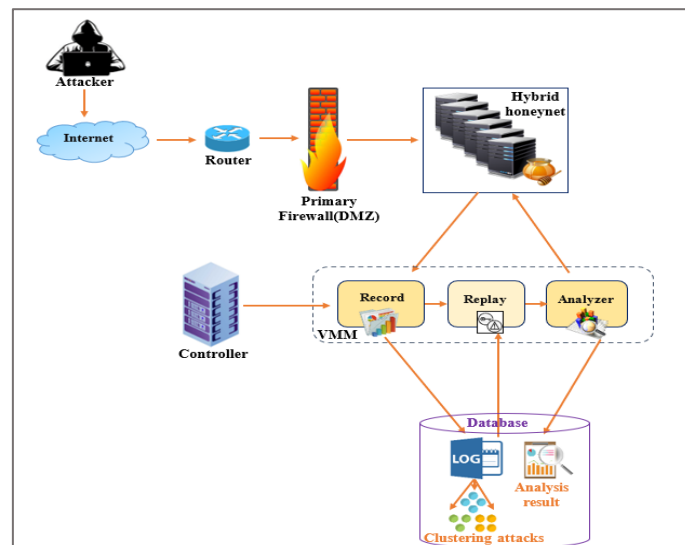 Attacker
Internet
Router
Primary
Firewall(DMZ)
Hybrid
honeynet
Controller
Record
Replay
Analyzer
VMM
Database
LOG
Analysis
result
Clustering attacks